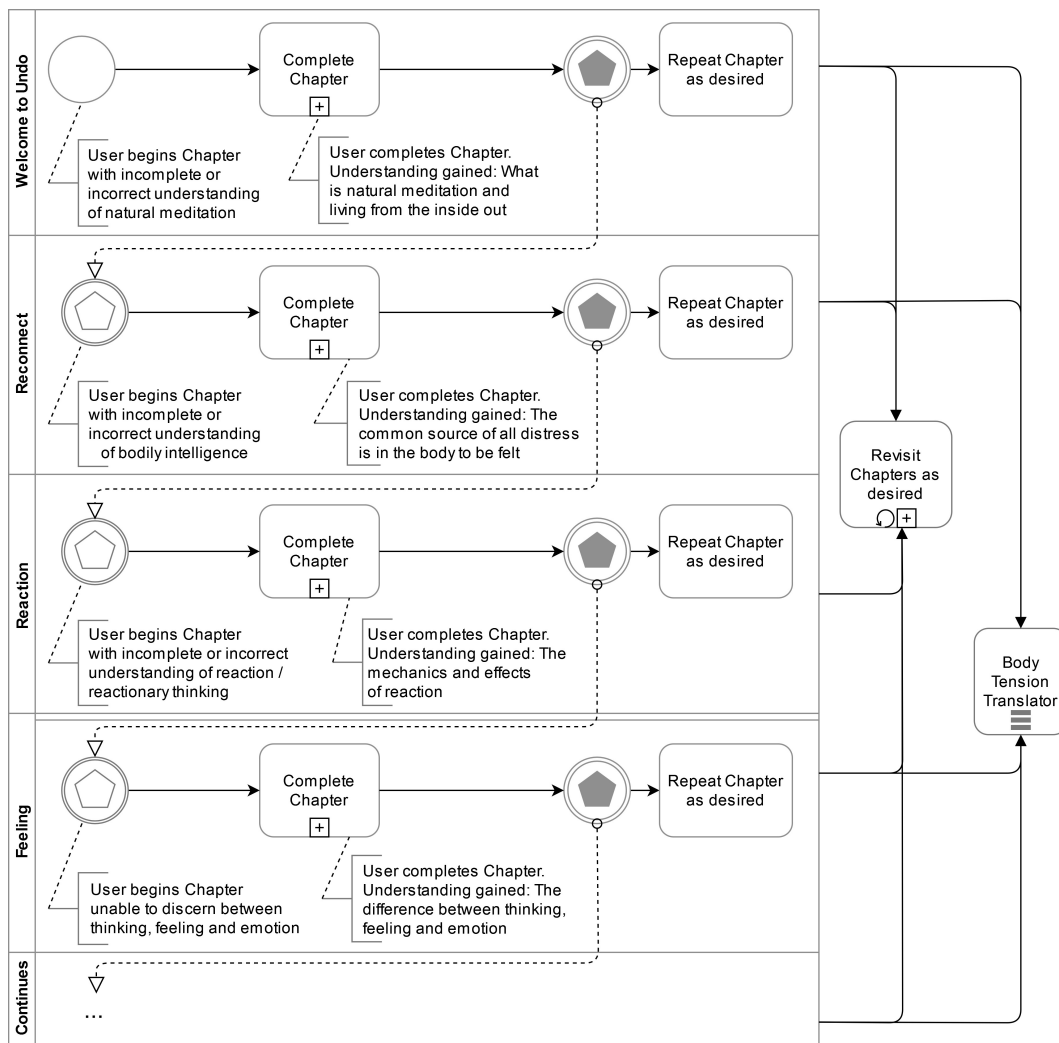 Welcome to Undo
Complete
Chapter
Repeat Chapter
as desired
User begins Chapter
with incomplete or
incorrect understanding
of natural meditation
User completes Chapter.
Understanding gained: What
is natural meditation and
living from the inside out
Reconnect
Complete
Chapter
Repeat Chapter
as desired
User begins Chapter
with incomplete or
incorrect understanding
of bodily intelligence
User completes Chapter.
Understanding gained: The
common source of all distress
is in the body to be felt
Reaction
Complete
Chapter
Repeat Chapter
as desired
User begins Chapter
with incomplete or incorrect
understanding of reaction /
reactionary thinking
User completes Chapter.
Understanding gained: The
mechanics and effects
of reaction
Feeling
Complete
Chapter
Repeat Chapter
as desired
User begins Chapter
unable to discern between
thinking, feeling and emotion
User completes Chapter.
Understanding gained: The
difference between thinking,
feeling and emotion
Continues
...
Revisit
Chapters as
desired
Body
Tension
Translator